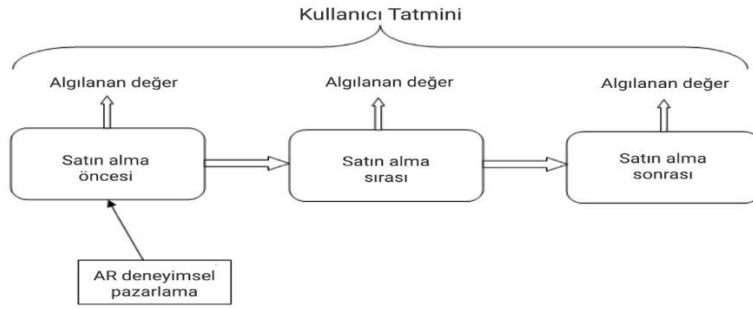 Kullanıcı Tatmini
Algılanan değer
Algılanan değer
Algılanan değer
Satın alma
öncesi
Satın alma
sırası
Satın alma
sonrası
AR deneyimsel
pazarlama